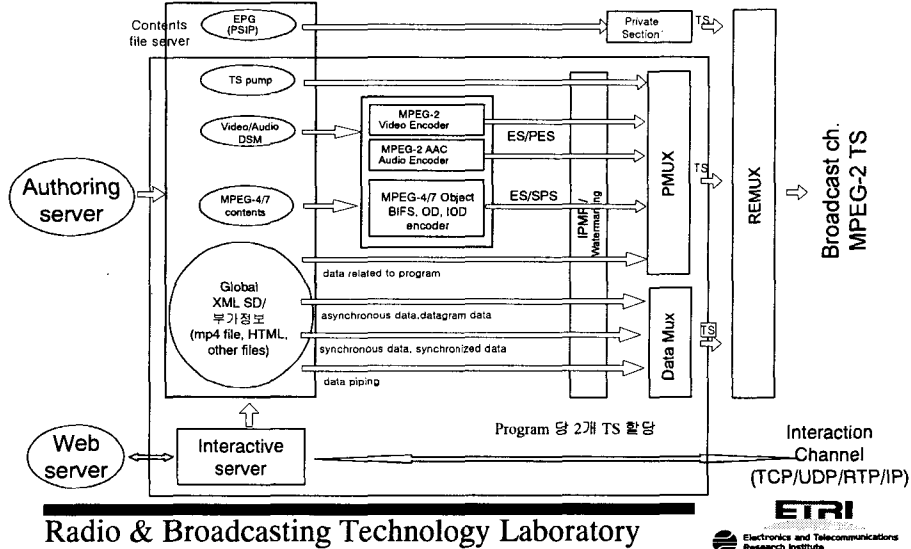 Contents
file server
EPG
(PSIP)
Private
Section
TS
TS pump
Video/Audio
DSM
MPEG-2
Video Encoder
MPEG-2 AAC
Audio Encoder
ES/PES
Authoring
server
MPEG-4/7
contents
MPEG-4/7 Object
BIFS, OD, IOD
encoder
ES/SPS
IPMP /
Watermarking
PMUX
TS
REMUX
Broadcast ch.
MPEG-2 TS
data related to program
Global
XML SD/
부가정보
(mp4 file, HTML,
other files)
asynchronous data,datagram data
synchronous data, synchronized data
data piping
Data Mux
TS
Program 당 2개 TS 할당
Web
server
Interactive
server
Interaction
Channel
(TCP/UDP/RTP/IP)
Radio & Broadcasting Technology Laboratory
ETRI
Electronics and Telecommunications
Research Institute